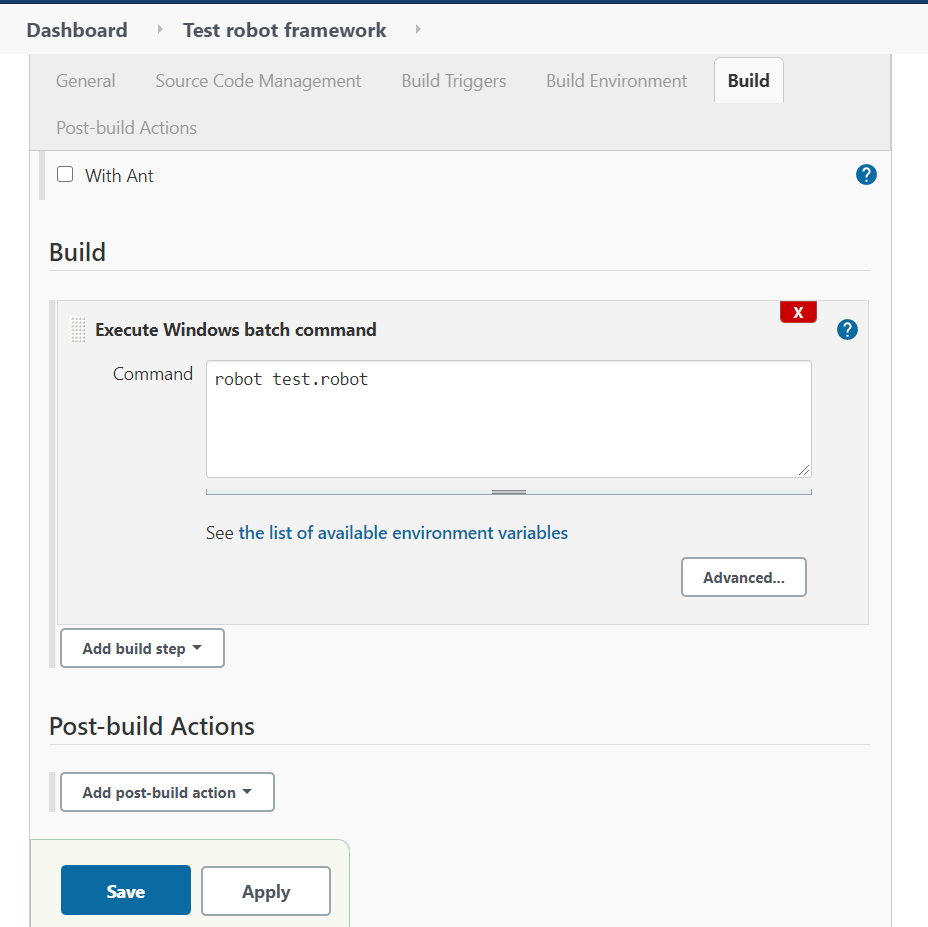 Dashboard Test robot framework
General Source Code Management Build Triggers Build Environment Build
Post-build Actions
With Ant ?
Build
X
Execute Windows batch command ?
Command robot test.robot
See the list of available environment variables
Advanced...
Add build step
Post-build Actions
Add post-build action
Save Apply